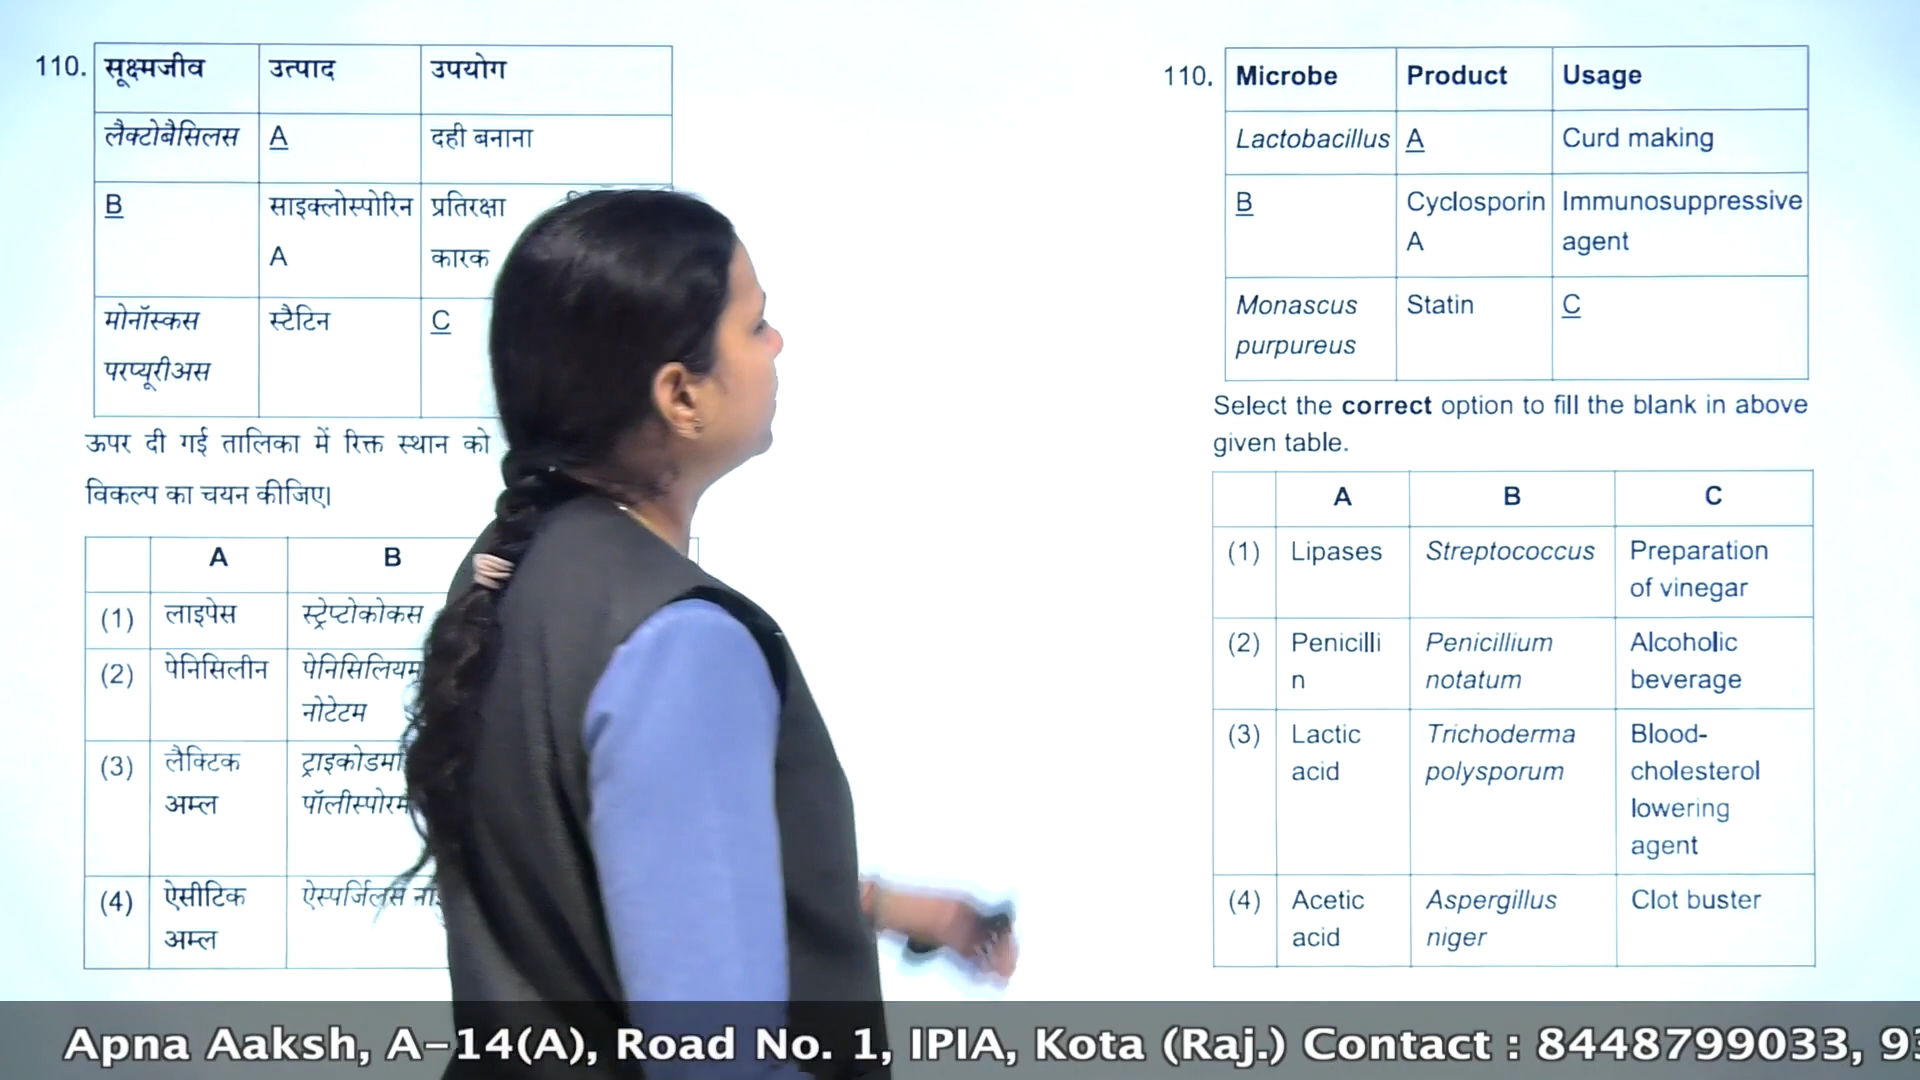 110.
सूक्ष्मजीव उत्पाद उपयोग
लैक्टोबैसिलस A दही बनाना
B साइक्लोस्पोरिन प्रतिरक्षा
A कारक
मोनॉस्कस स्टैटिन C
परप्यूरीअस
ऊपर दी गई तालिका में रिक्त स्थान को
विकल्प का चयन कीजिए।
A B
(1) लाइपेस स्ट्रेप्टोकोकस
(2) पेनिसिलीन पेनिसिलियम
नोटेटम
(3) लैक्टिक
अम्ल
(4) ऐसीटिक ऐस्पर्जिलस
अम्ल
110.
Microbe Product Usage
Lactobacillus A Curd making
B Cyclosporin Immunosuppressive
A agent
Monascus Statin C
purpureus
Select the correct option to fill the blank in above
given table.
A B C
(1) Lipases Streptococcus Preparation
of vinegar
(2) Penicilli Penicillium Alcoholic
n notatum beverage
(3) Lactic Trichoderma Blood-
acid polysporum cholesterol
lowering
agent
(4) Acetic Aspergillus Clot buster
acid niger
Apna Aaksh, A-14(A), Road No. 1, IPIA, Kota (Raj.) Contact : 8448799033, 93